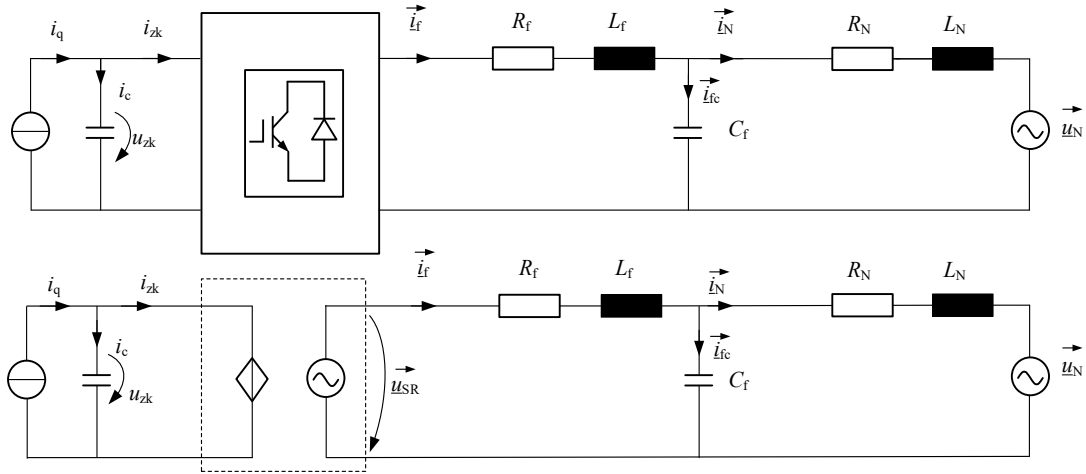 i_q i_zk i_f R_f L_f i_N R_N L_N
i_c i_fc
u_zk C_f u_N
i_q i_zk i_f R_f L_f i_N R_N L_N
i_c i_fc
u_zk u_SR C_f u_N